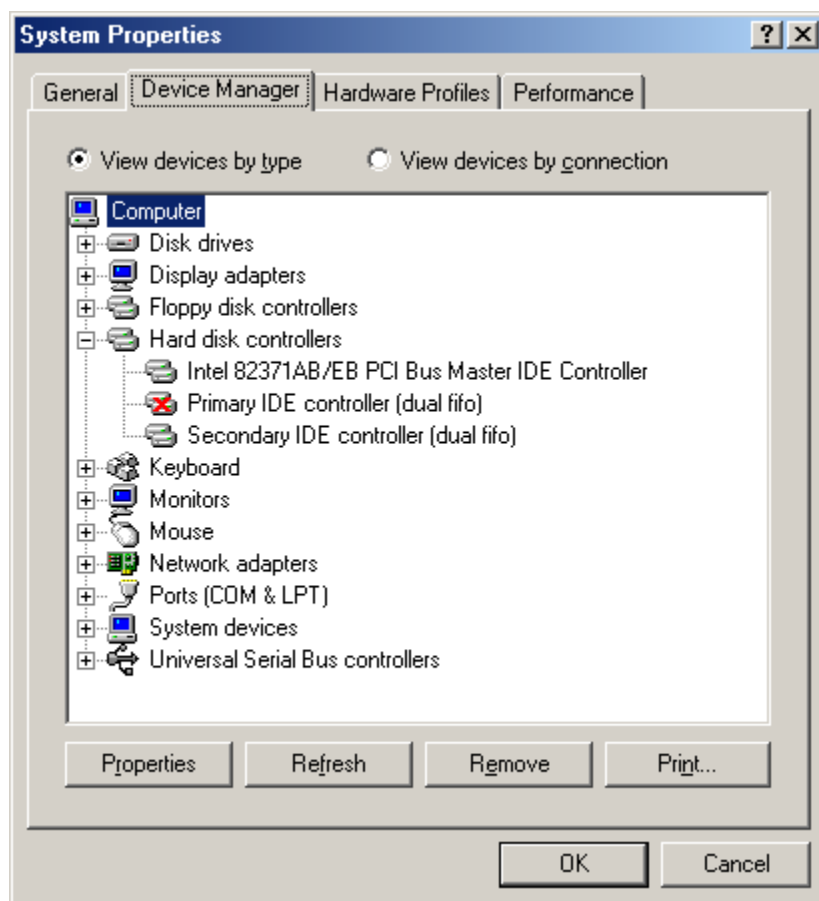 System Properties
General Device Manager Hardware Profiles Performance
View devices by type View devices by connection
Computer
Disk drives
Display adapters
Floppy disk controllers
Hard disk controllers
Intel 82371AB/EB PCI Bus Master IDE Controller
Primary IDE controller (dual fifo)
Secondary IDE controller (dual fifo)
Keyboard
Monitors
Mouse
Network adapters
Ports (COM & LPT)
System devices
Universal Serial Bus controllers
Properties Refresh Remove Print...
OK Cancel